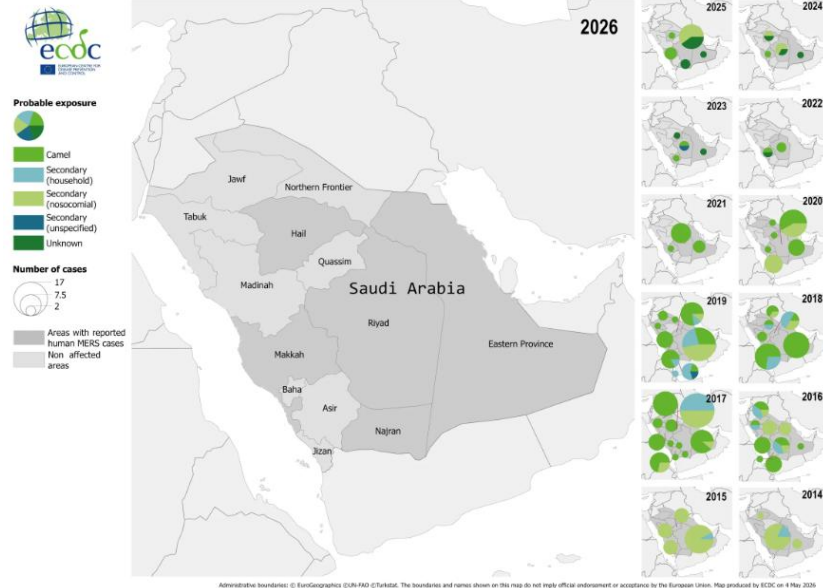 ecdc
EUROPEAN CENTRE FOR
DISEASE PREVENTION
AND CONTROL
Probable exposure
Camel
Secondary
(household)
Secondary
(nosocomial)
Secondary
(unspecified)
Unknown
Number of cases
17
7.5
2
Areas with reported
human MERS cases
Non affected
areas
2026
Jawf
Northern Frontier
Tabuk
Hail
Quassim
Madinah
Saudi Arabia
Riyad
Eastern Province
Makkah
Baha
Asir
Najran
Jizan
2025
2024
2023
2022
2021
2020
2019
2018
2017
2016
2015
2014
Administrative boundaries: © EuroGeographics ©UN-FAO ©Turkstat. The boundaries and names shown on this map do not imply official endorsement or acceptance by the European Union. Map produced by ECDC on 4 May 2026